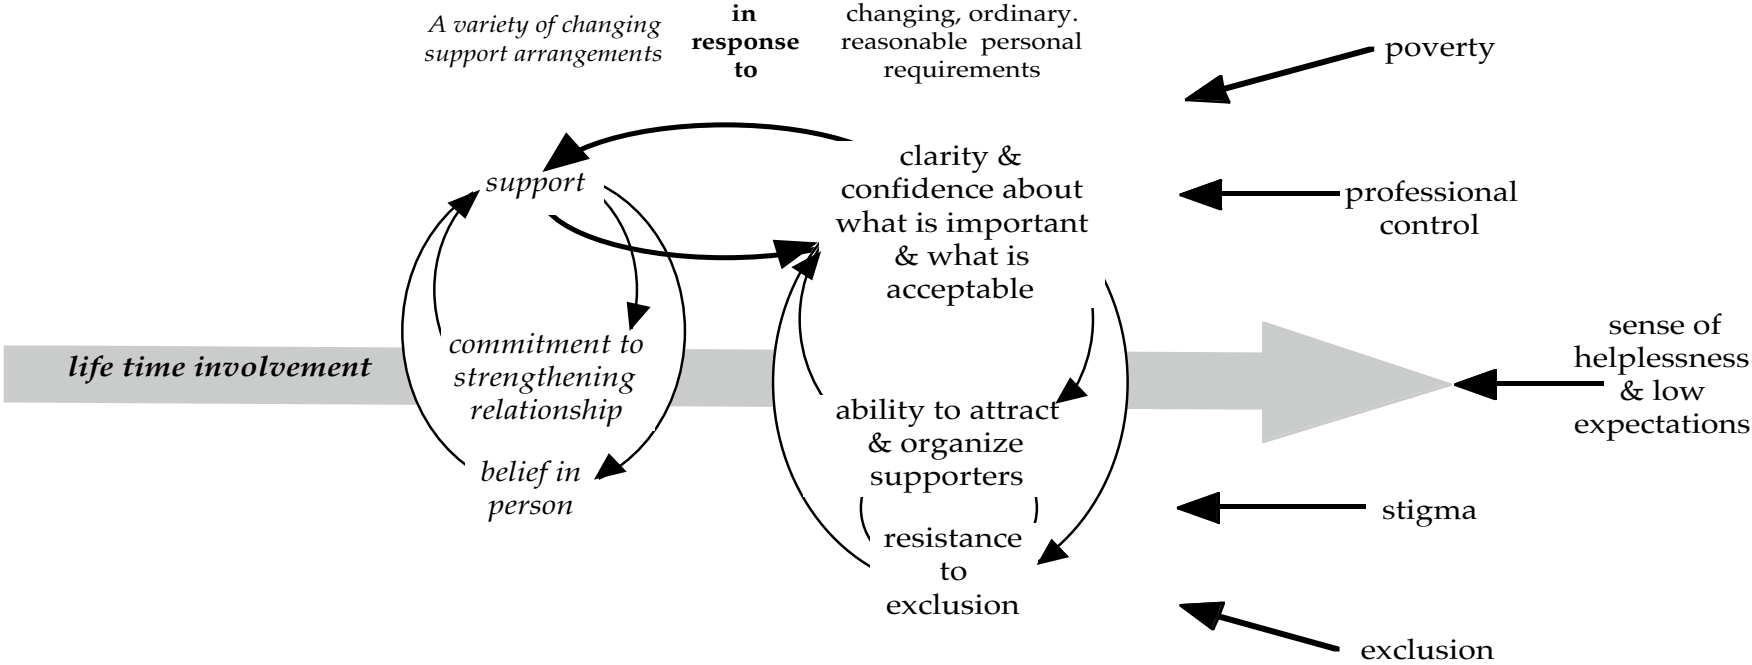 A variety of changing
support arrangements
in
response
to
changing, ordinary.
reasonable personal
requirements
poverty
support
clarity &
confidence about
what is important
& what is
acceptable
professional
control
life time involvement
commitment to
strengthening
relationship
belief in
person
ability to attract
& organize
supporters
resistance
to
exclusion
sense of
helplessness
& low
expectations
stigma
exclusion